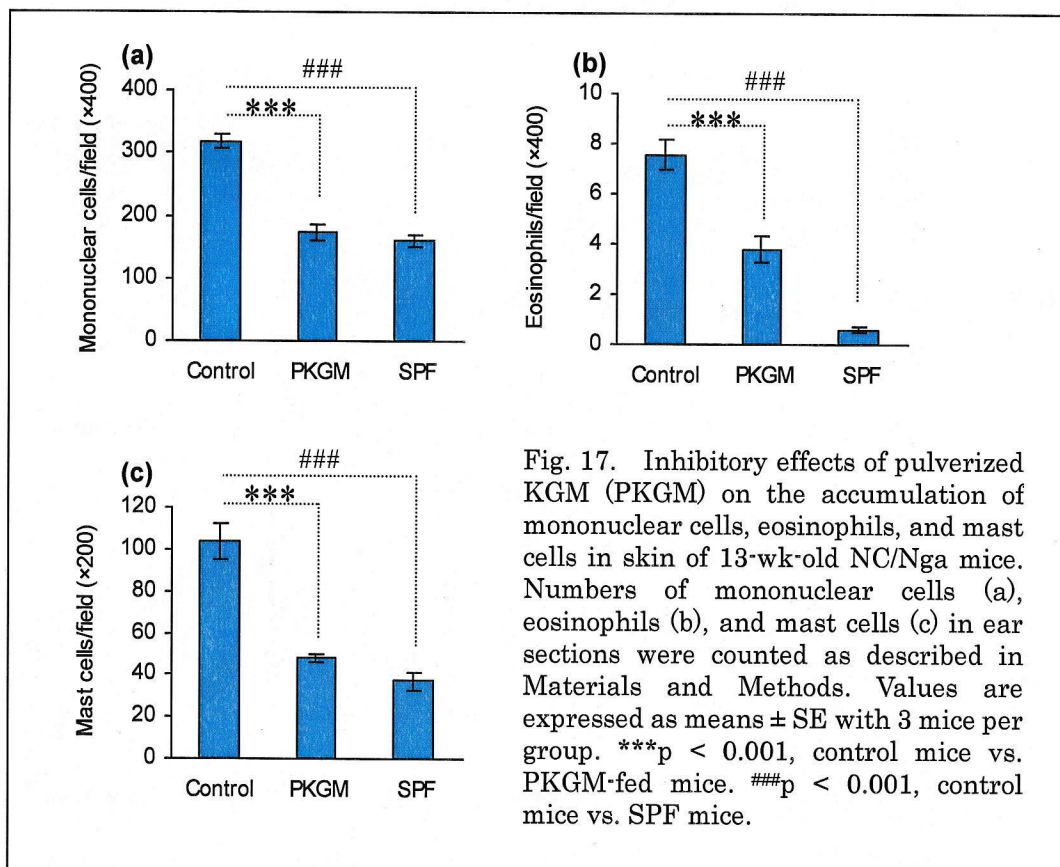 (a)
###
***
400
300
200
100
0
Mononuclear cells/field (×400)
Control PKGM SPF
(b)
###
***
10
8
6
4
2
0
Eosinophils/field (×400)
Control PKGM SPF
(c)
###
***
120
100
80
60
40
20
0
Mast cells/field (×200)
Control PKGM SPF
Fig. 17. Inhibitory effects of pulverized
KGM (PKGM) on the accumulation of
mononuclear cells, eosinophils, and mast
cells in skin of 13-wk-old NC/Nga mice.
Numbers of mononuclear cells (a),
eosinophils (b), and mast cells (c) in ear
sections were counted as described in
Materials and Methods. Values are
expressed as means ± SE with 3 mice per
group. ***p < 0.001, control mice vs.
PKGM-fed mice. ###p < 0.001, control
mice vs. SPF mice.